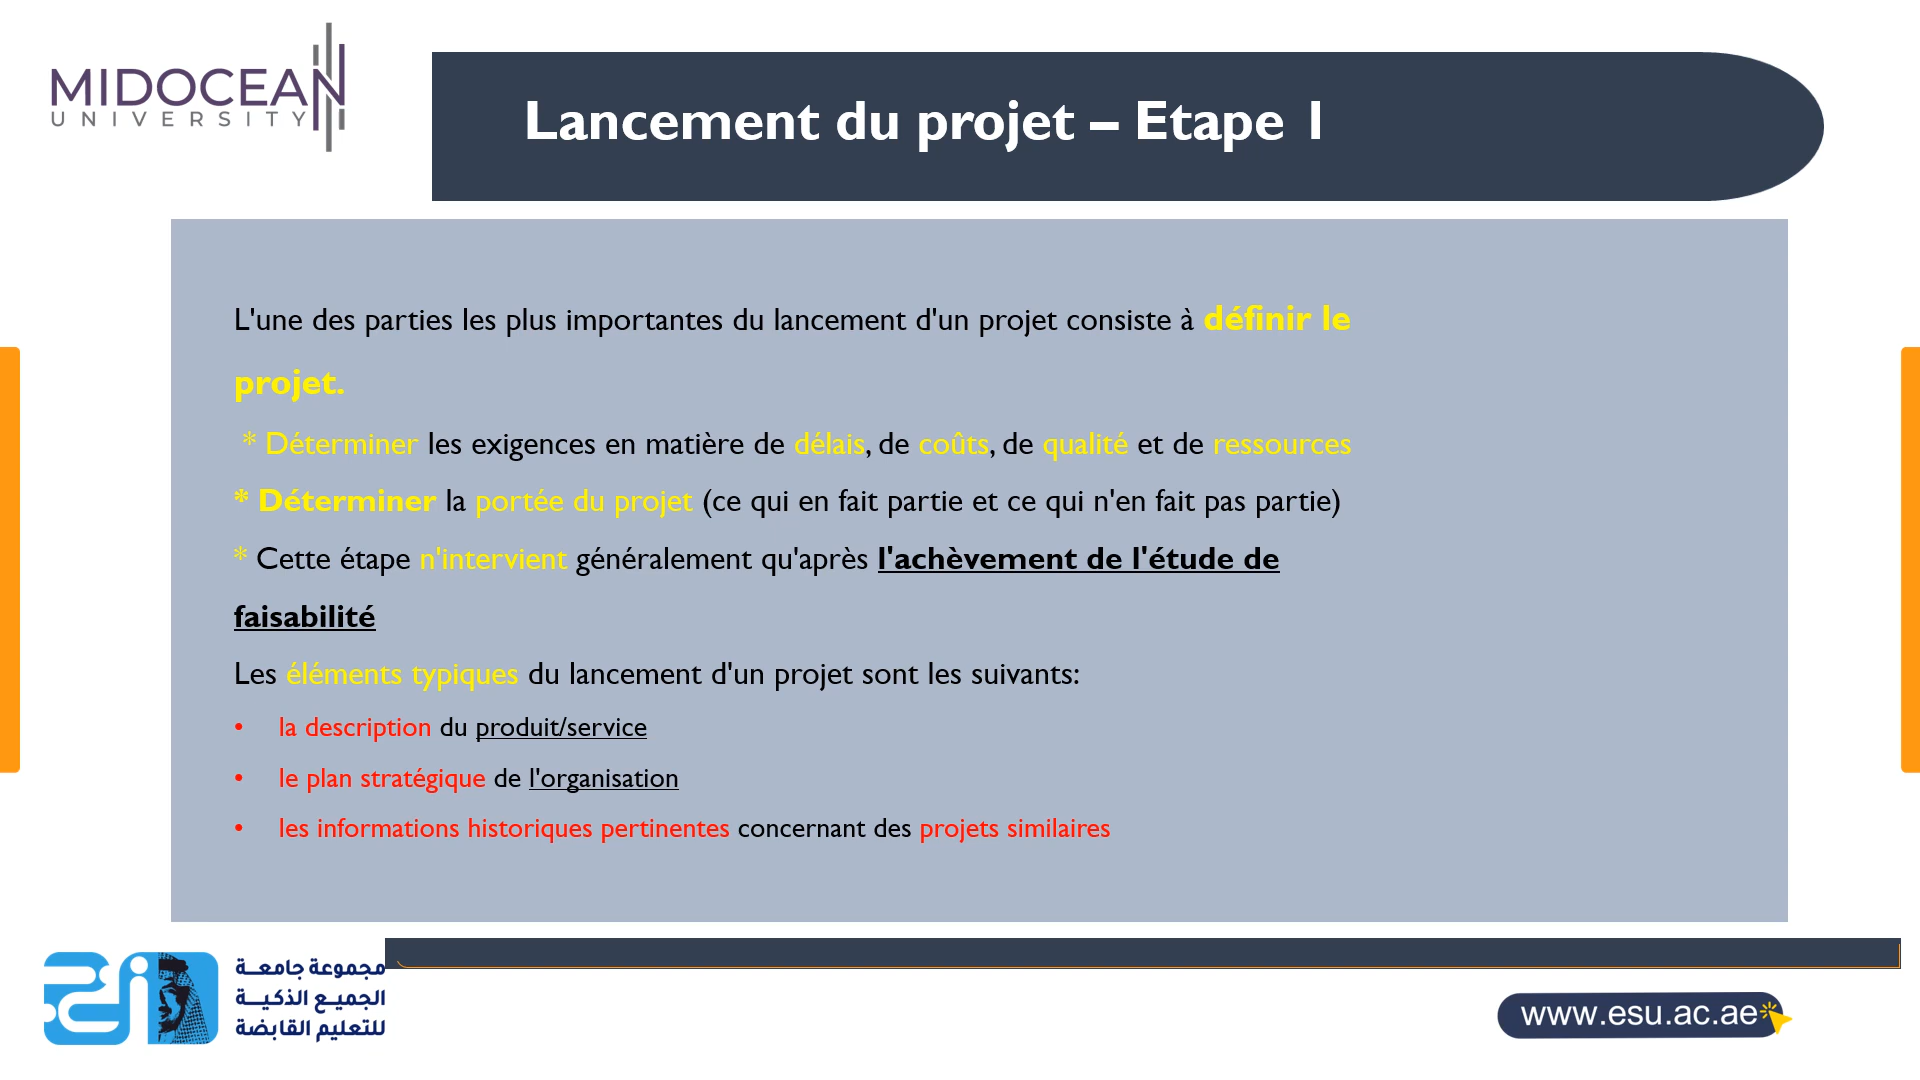 MIDOCEAN
UNIVERSITY
Lancement du projet – Etape 1
L'une des parties les plus importantes du lancement d'un projet consiste à définir le
projet.
* Déterminer les exigences en matière de délais, de coûts, de qualité et de ressources
* Déterminer la portée du projet (ce qui en fait partie et ce qui n'en fait pas partie)
* Cette étape n'intervient généralement qu'après l'achèvement de l'étude de
faisabilité
Les éléments typiques du lancement d'un projet sont les suivants:
• la description du produit/service
• le plan stratégique de l'organisation
• les informations historiques pertinentes concernant des projets similaires
مجموعة جامعة
الجميع الذكية
للتعليم القابضة
www.esu.ac.ae